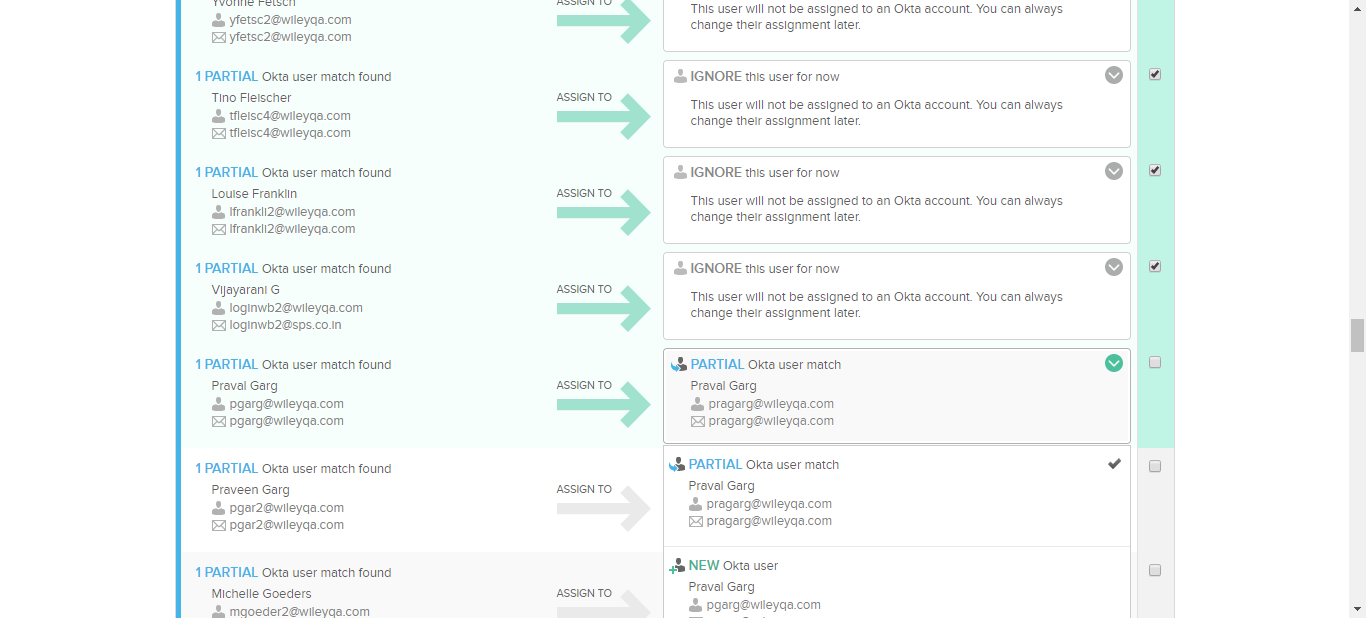 Yvonne Fetsch
ASSIGN TO
yfetsc2@wileyqa.com
yfetsc2@wileyqa.com
This user will not be assigned to an Okta account. You can always
change their assignment later.
1 PARTIAL Okta user match found
Tino Fleischer
tfleisc4@wileyqa.com
tfleisc4@wileyqa.com
ASSIGN TO
IGNORE this user for now
This user will not be assigned to an Okta account. You can always
change their assignment later.
1 PARTIAL Okta user match found
Louise Franklin
lfrankli2@wileyqa.com
lfrankli2@wileyqa.com
ASSIGN TO
IGNORE this user for now
This user will not be assigned to an Okta account. You can always
change their assignment later.
1 PARTIAL Okta user match found
Vijayarani G
loginwb2@wileyqa.com
loginwb2@sps.co.in
ASSIGN TO
IGNORE this user for now
This user will not be assigned to an Okta account. You can always
change their assignment later.
1 PARTIAL Okta user match found
Praval Garg
pgarg@wileyqa.com
pgarg@wileyqa.com
ASSIGN TO
PARTIAL Okta user match
Praval Garg
pragarg@wileyqa.com
pragarg@wileyqa.com
1 PARTIAL Okta user match found
Praveen Garg
pgar2@wileyqa.com
pgar2@wileyqa.com
ASSIGN TO
PARTIAL Okta user match
Praval Garg
pragarg@wileyqa.com
pragarg@wileyqa.com
1 PARTIAL Okta user match found
Michelle Goeders
mgoeder2@wileyqa.com
ASSIGN TO
NEW Okta user
Praval Garg
pgarg@wileyqa.com